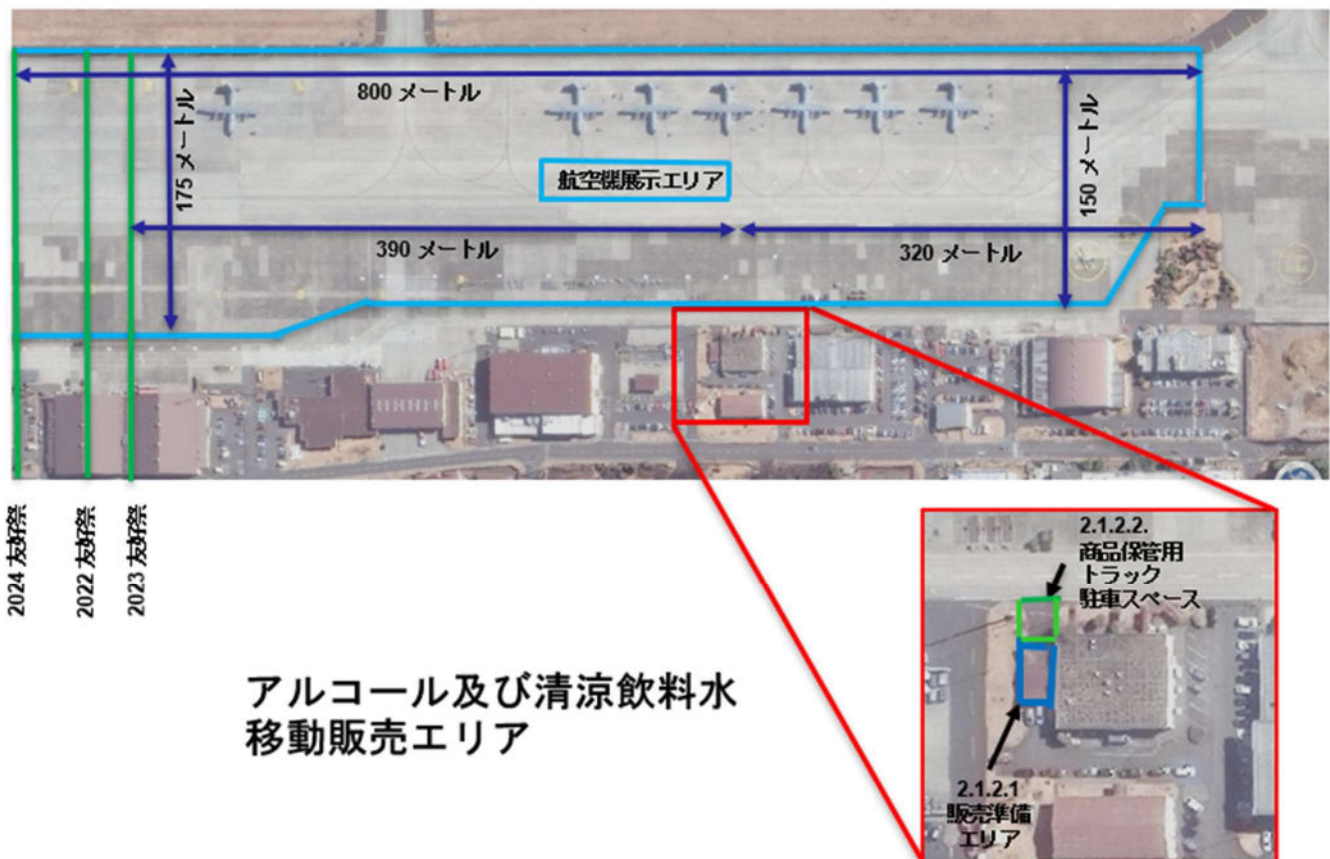 800 メートル
175 メートル
150 メートル
航空機展示エリア
390 メートル
320 メートル
2024 友好祭
2022 友好祭
2023 友好祭
2.1.2.2.
商品保管用
トラック
駐車スペース
アルコール及び清涼飲料水
移動販売エリア
2.1.2.1
販売準備
エリア